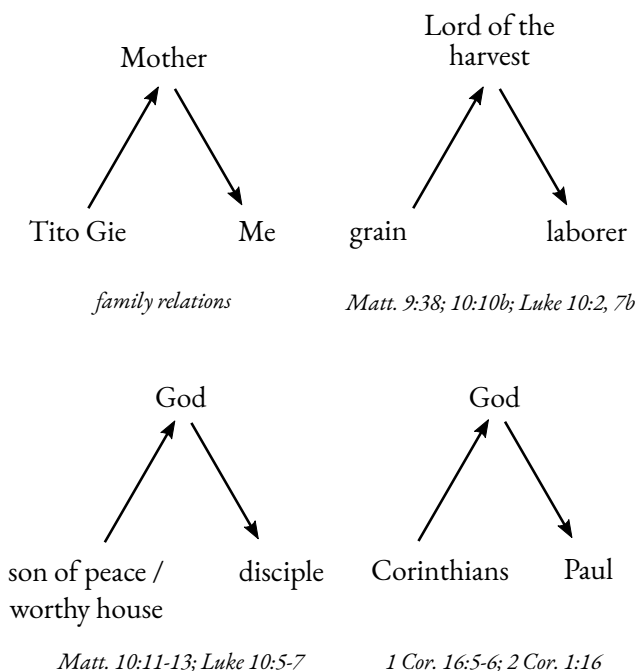 Mother
Tito Gie
Me
family relations
Lord of the
harvest
grain
laborer
Matt. 9:38; 10:10b; Luke 10:2, 7b
God
son of peace /
worthy house
disciple
Matt. 10:11-13; Luke 10:5-7
God
Corinthians
Paul
1 Cor. 16:5-6; 2 Cor. 1:16